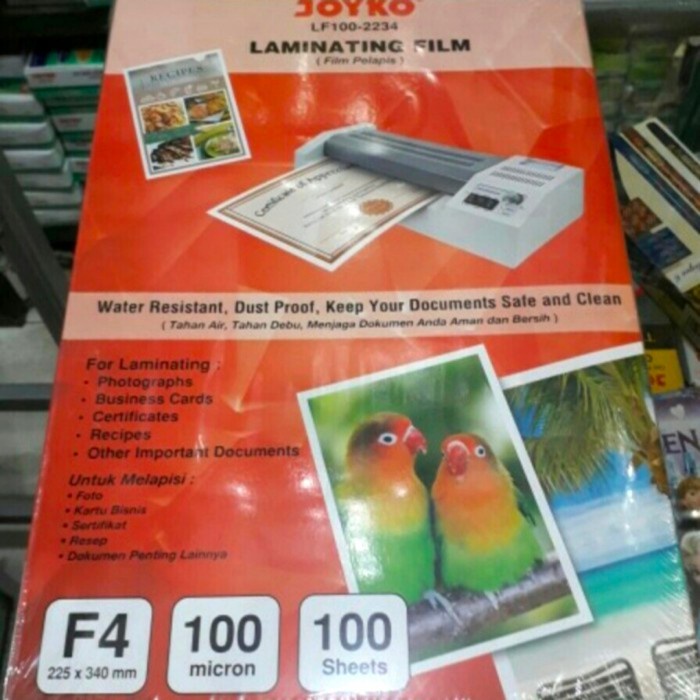 JOYKO
LF100-2234
LAMINATING FILM
( Film Pelapis )
RECIPES
Certificate of
Water Resistant, Dust Proof, Keep Your Documents Safe and Clean
( Tahan Air, Tahan Debu, Menjaga Dokumen Anda Aman dan Bersih )
For Laminating :
• Photographs
• Business Cards
• Certificates
• Recipes
• Other Important Documents
Untuk Melapisi :
• Foto
• Kartu Bisnis
• Sertifikat
• Resep
• Dokumen Penting Lainnya
F4
225 x 340 mm
100
micron
100
Sheets